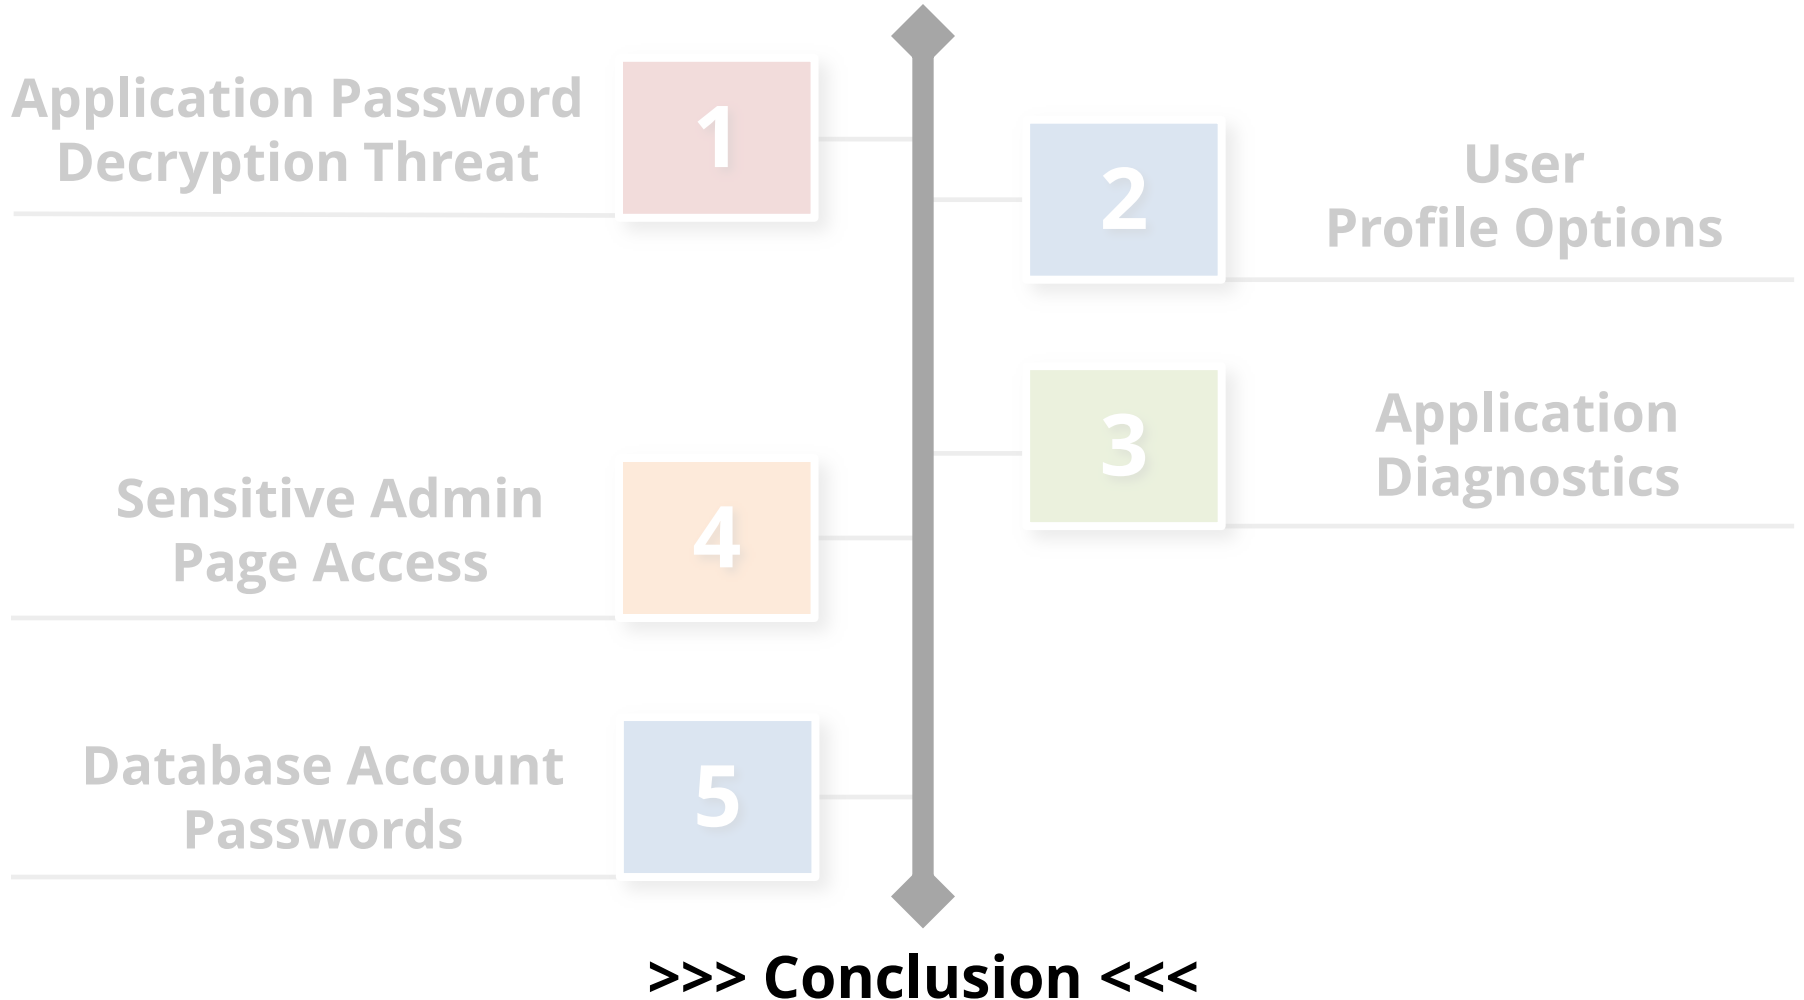 Application Password
Decryption Threat
1
2
User
Profile Options
3
Application
Diagnostics
Sensitive Admin
Page Access
4
Database Account
Passwords
5
>>> Conclusion <<<